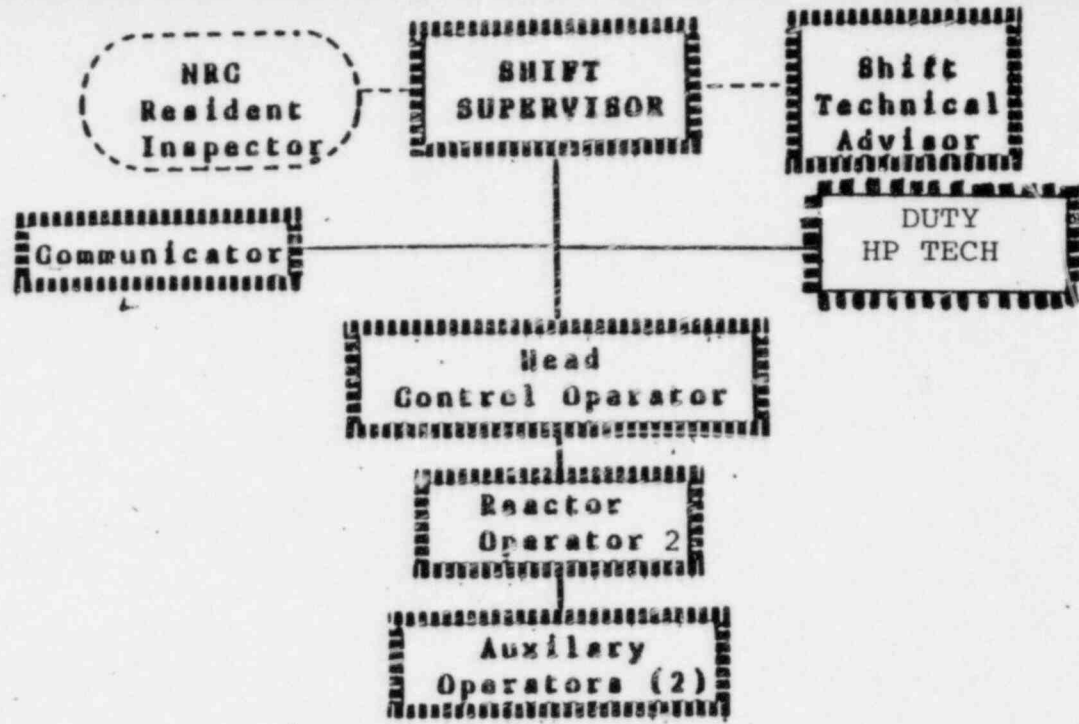 NRC
Resident
Inspector
SHIFT
SUPERVISOR
Shift
Technical
Advisor
Communicator
DUTY
HP TECH
Head
Control Operator
Reactor
Operator 2
Auxilary
Operators (2)